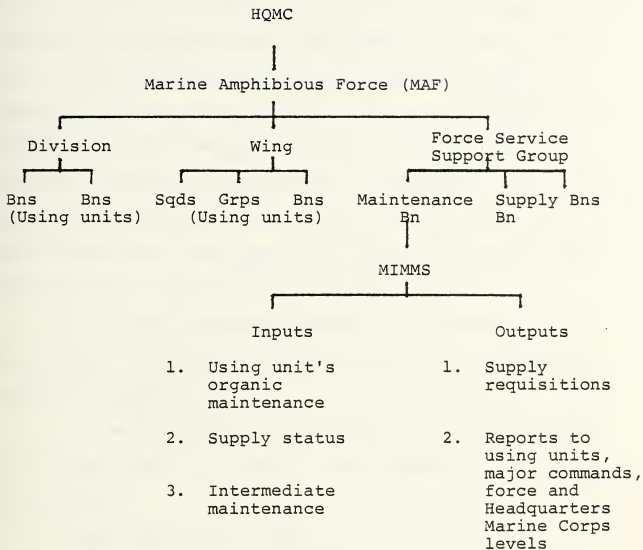 HQMC
Marine Amphibious Force (MAF)
Division Wing Force Service
Support Group
Bns Bns Sqds Grps Bns Maintenance Supply Bns
(Using units) (Using units) Bn Bn
MIMMS
Inputs Outputs
1. Using unit's 1. Supply
organic requisitions
maintenance
2. Supply status 2. Reports to
using units,
major commands,
3. Intermediate force and
maintenance Headquarters
Marine Corps
levels